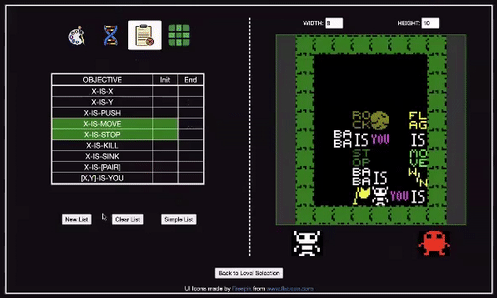 WIDTH: 8
HEIGHT: 10
OBJECTIVE Init End
X-IS-X
X-IS-Y
X-IS-PUSH
X-IS-MOVE
X-IS-STOP
X-IS-KILL
X-IS-SINK
X-IS-[PAIR]
[X,Y]-IS-YOU
New List Clear List Simple List
ROCK FLAG
BABA IS YOU IS
STOP MOVE
BABA IS WIN
YOU IS
Back to Level Selection
UI Icons made by Freepik from www.flaticon.com